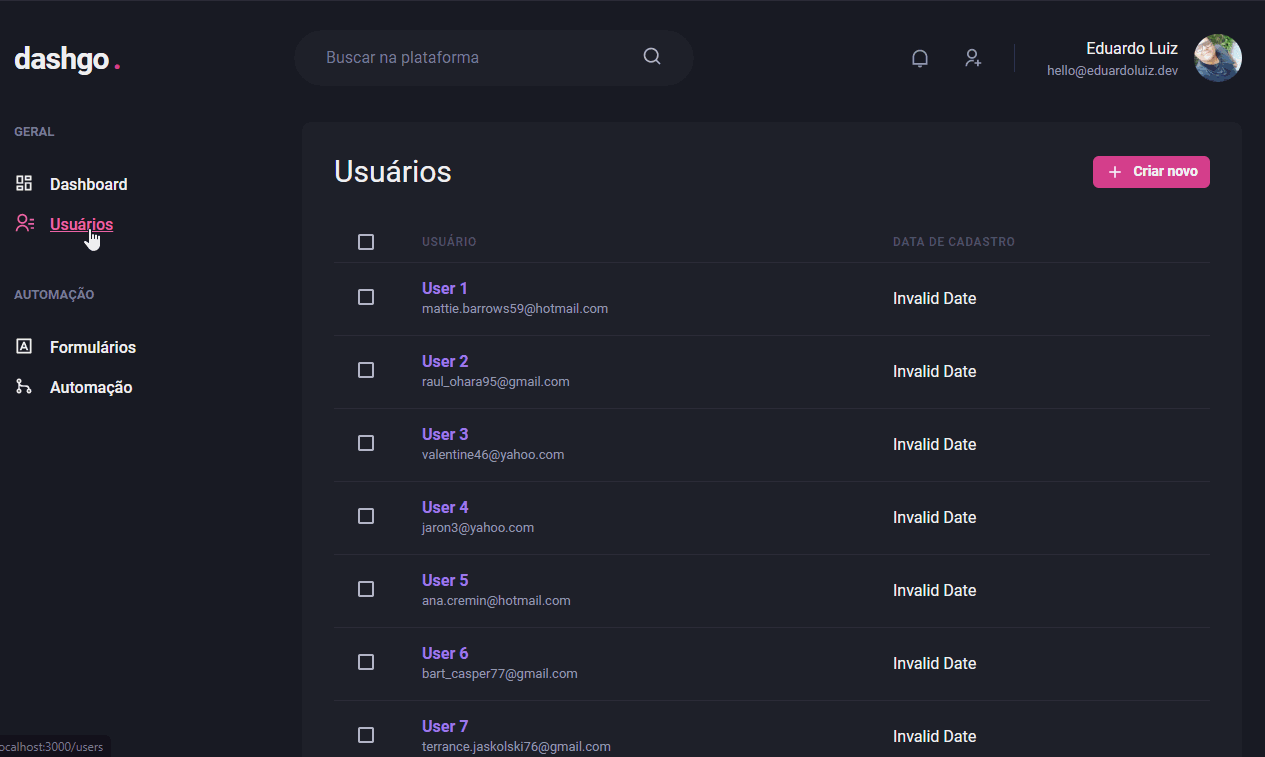 dashgo.
Buscar na plataforma
Eduardo Luiz
hello@eduardoluiz.dev
GERAL
Dashboard
Usuários
AUTOMAÇÃO
Formulários
Automação
Usuários
Criar novo
USUÁRIO DATA DE CADASTRO
User 1
mattie.barrows59@hotmail.com
Invalid Date
User 2
raul_ohara95@gmail.com
Invalid Date
User 3
valentine46@yahoo.com
Invalid Date
User 4
jaron3@yahoo.com
Invalid Date
User 5
ana.cremin@hotmail.com
Invalid Date
User 6
bart_casper77@gmail.com
Invalid Date
User 7
terrance.jaskolski76@gmail.com
Invalid Date
ocalhost:3000/users